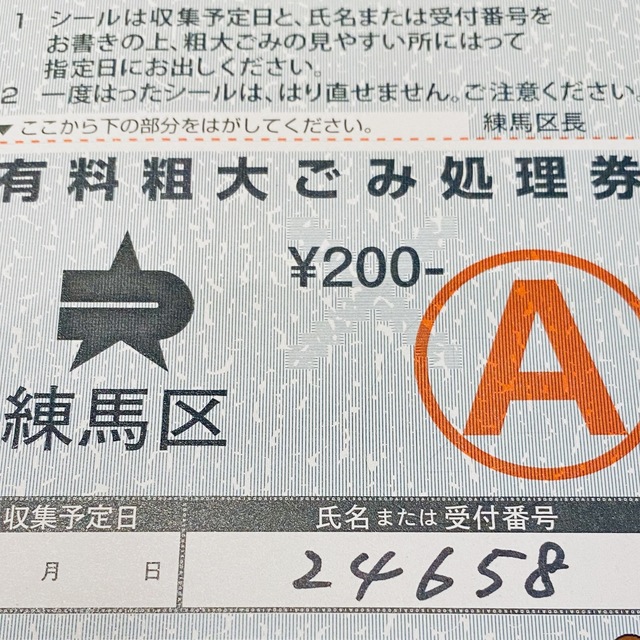 1 シールは収集予定日と、氏名または受付番号を
お書きの上、粗大ごみの見やすい所にはって
指定日にお出しください。
2 一度はったシールは、はり直せません。ご注意ください。
▼ここから下の部分をはがしてください。 練馬区長
有料粗大ごみ処理券
¥200-
A
練馬区
収集予定日 氏名または受付番号
月 日 24658